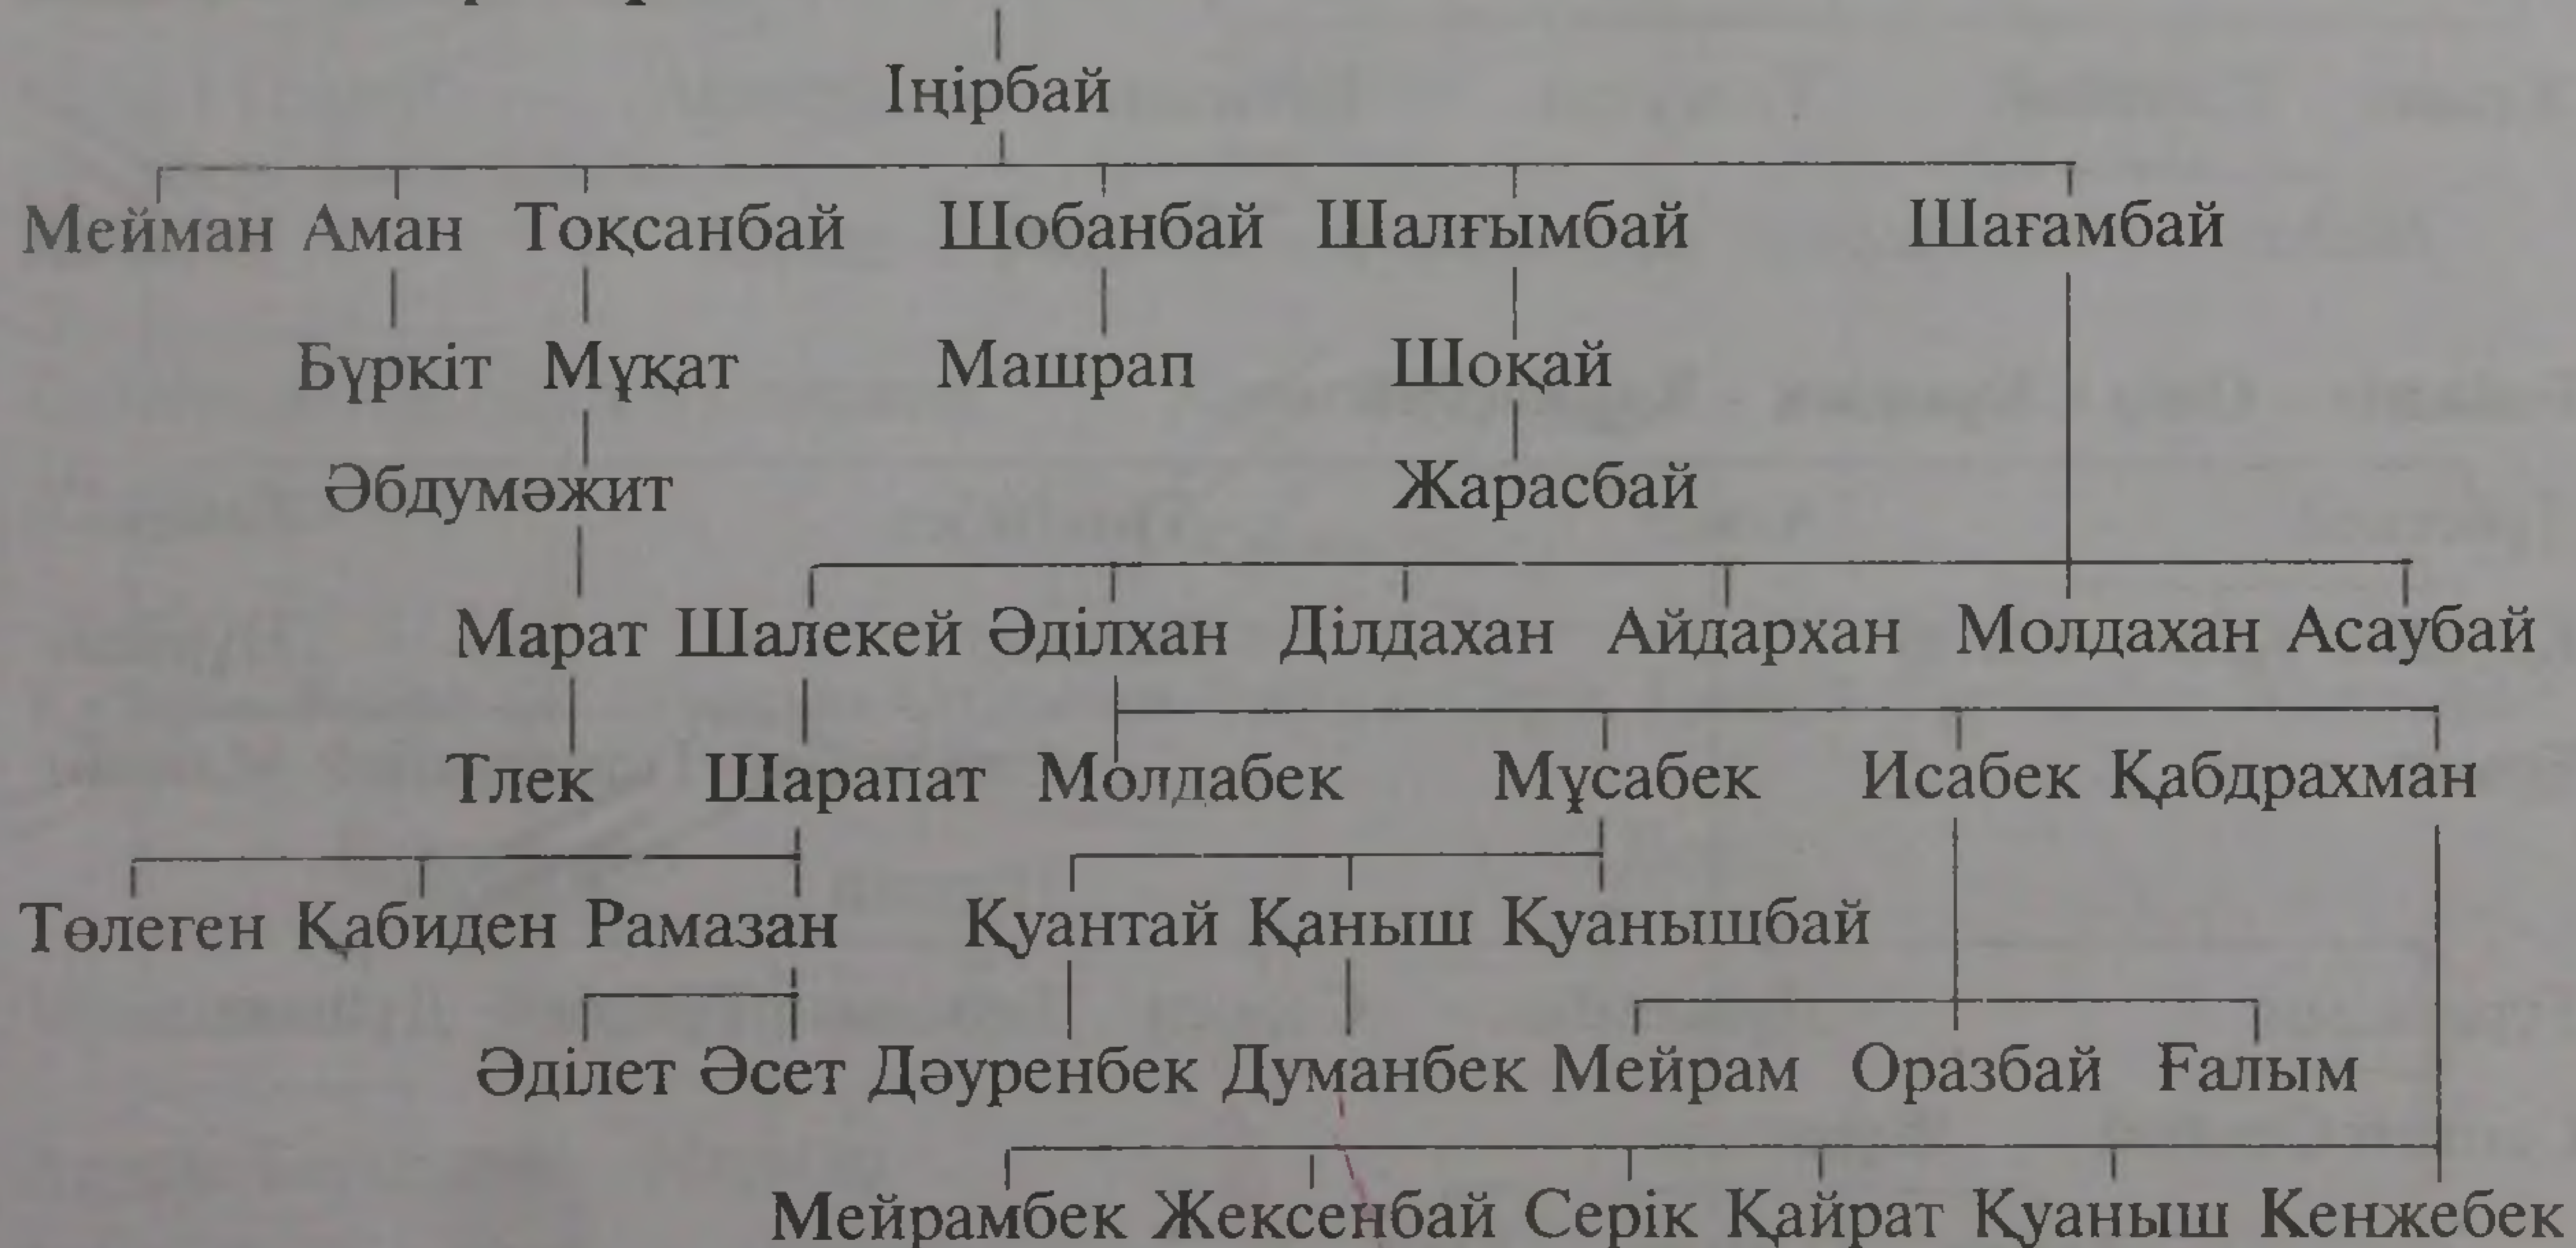 Іңірбай
Мейман Аман Тоқсанбай Шобанбай Шалғымбай Шағамбай
Бүркіт Мұқат Машрап Шоқай
Әбдумәжит Жарасбай
Марат Шалекей Әділхан Ділдахан Айдархан Молдахан Асаубай
Тлек Шарапат Молдабек Мұсабек Исабек Қабдрахман
Төлеген Қабиден Рамазан Қуантай Қаныш Қуанышбай
Әділет Әсет Дәуренбек Думанбек Мейрам Оразбай Ғалым
Мейрамбек Жексенбай Серік Қайрат Қуаныш Кенжебек